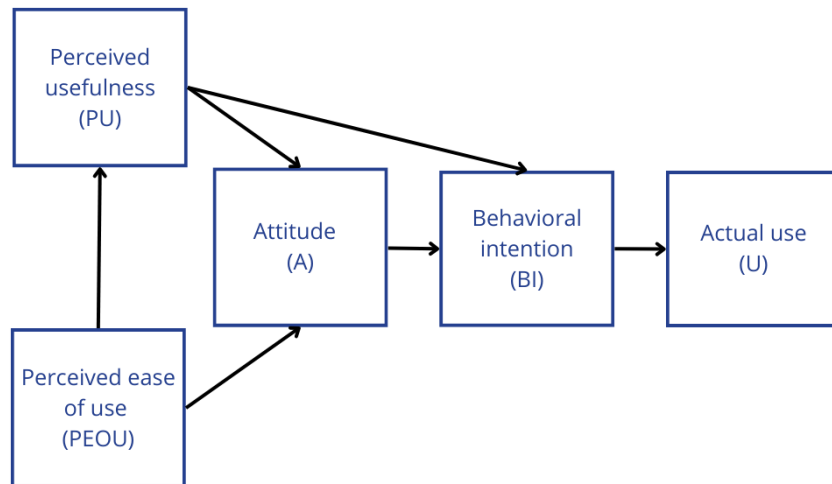 Perceived
usefulness
(PU)
Attitude
(A)
Behavioral
intention
(BI)
Actual use
(U)
Perceived ease
of use
(PEOU)